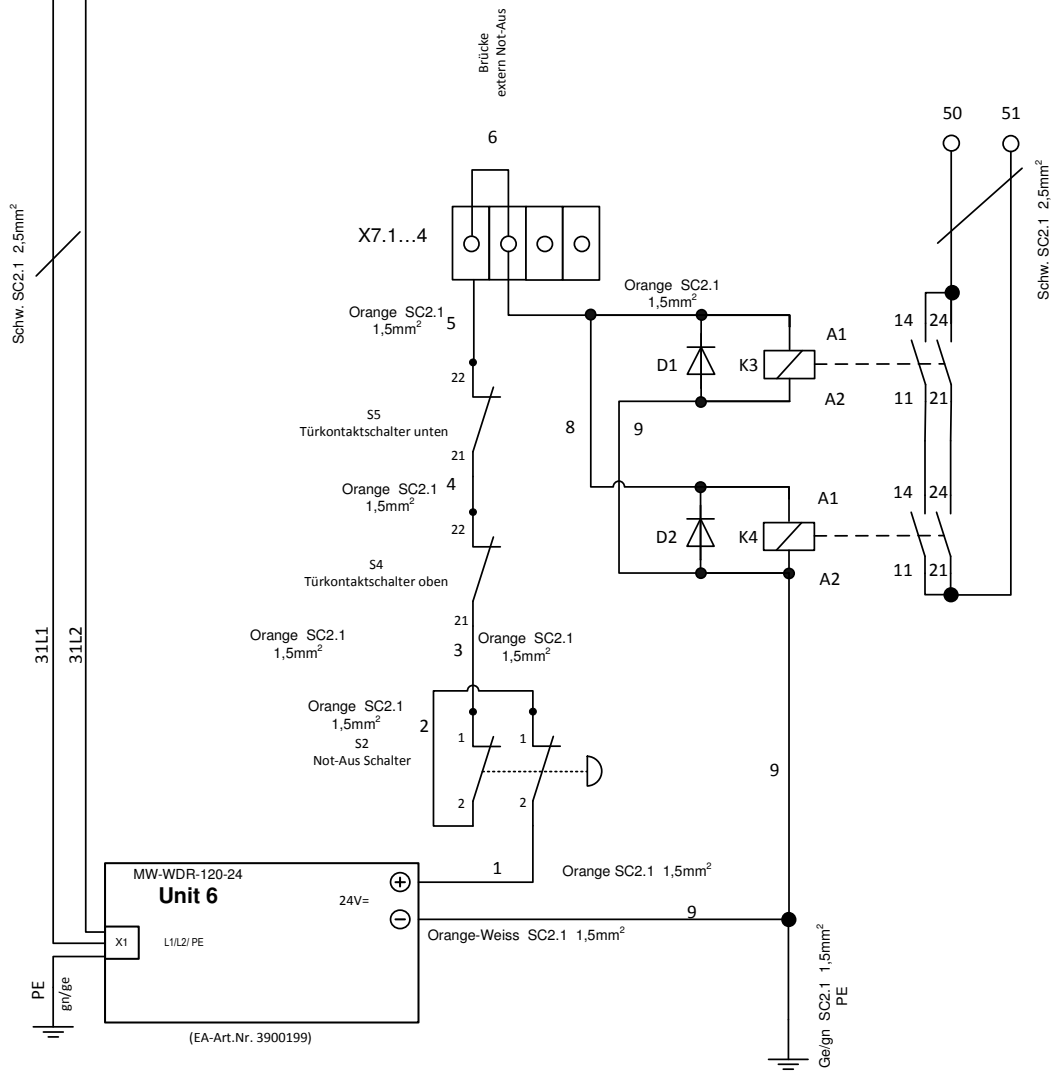 Brücke
extern Not-Aus
6
50
51
X7.1...4
Schw. SC2.1 2,5mm²
Schw. SC2.1 2,5mm²
Orange SC2.1
1,5mm²
5
Orange SC2.1
1,5mm²
14
24
A1
D1
K3
A2
11
21
22
S5
Türkontaktschalter unten
21
8
9
4
Orange SC2.1
1,5mm²
22
14
24
A1
D2
K4
A2
11
21
S4
Türkontaktschalter oben
21
31L1
31L2
Orange SC2.1
1,5mm²
3
Orange SC2.1
1,5mm²
Orange SC2.1
1,5mm²
2
S2
Not-Aus Schalter
1
1
2
2
9
MW-WDR-120-24
Unit 6
24V=
+
−
1
Orange SC2.1 1,5mm²
9
Orange-Weiss SC2.1 1,5mm²
X1
L1/L2/ PE
PE
gn/ge
Ge/gn SC2.1 1,5mm²
PE
(EA-Art.Nr. 3900199)